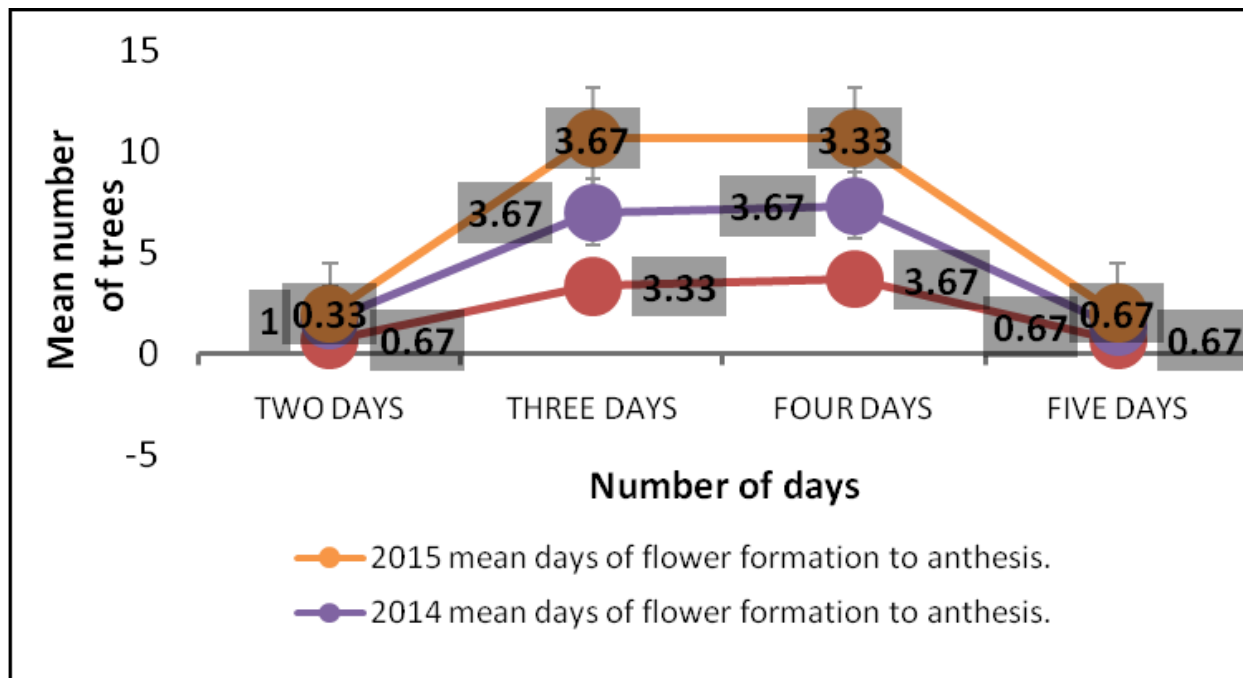 15
10
5
0
-5
Mean number
of trees
3.67
3.33
3.67
3.67
3.33
3.67
1
0.33
0.67
0.67
0.67
0.67
TWO DAYS
THREE DAYS
FOUR DAYS
FIVE DAYS
Number of days
2015 mean days of flower formation to anthesis.
2014 mean days of flower formation to anthesis.